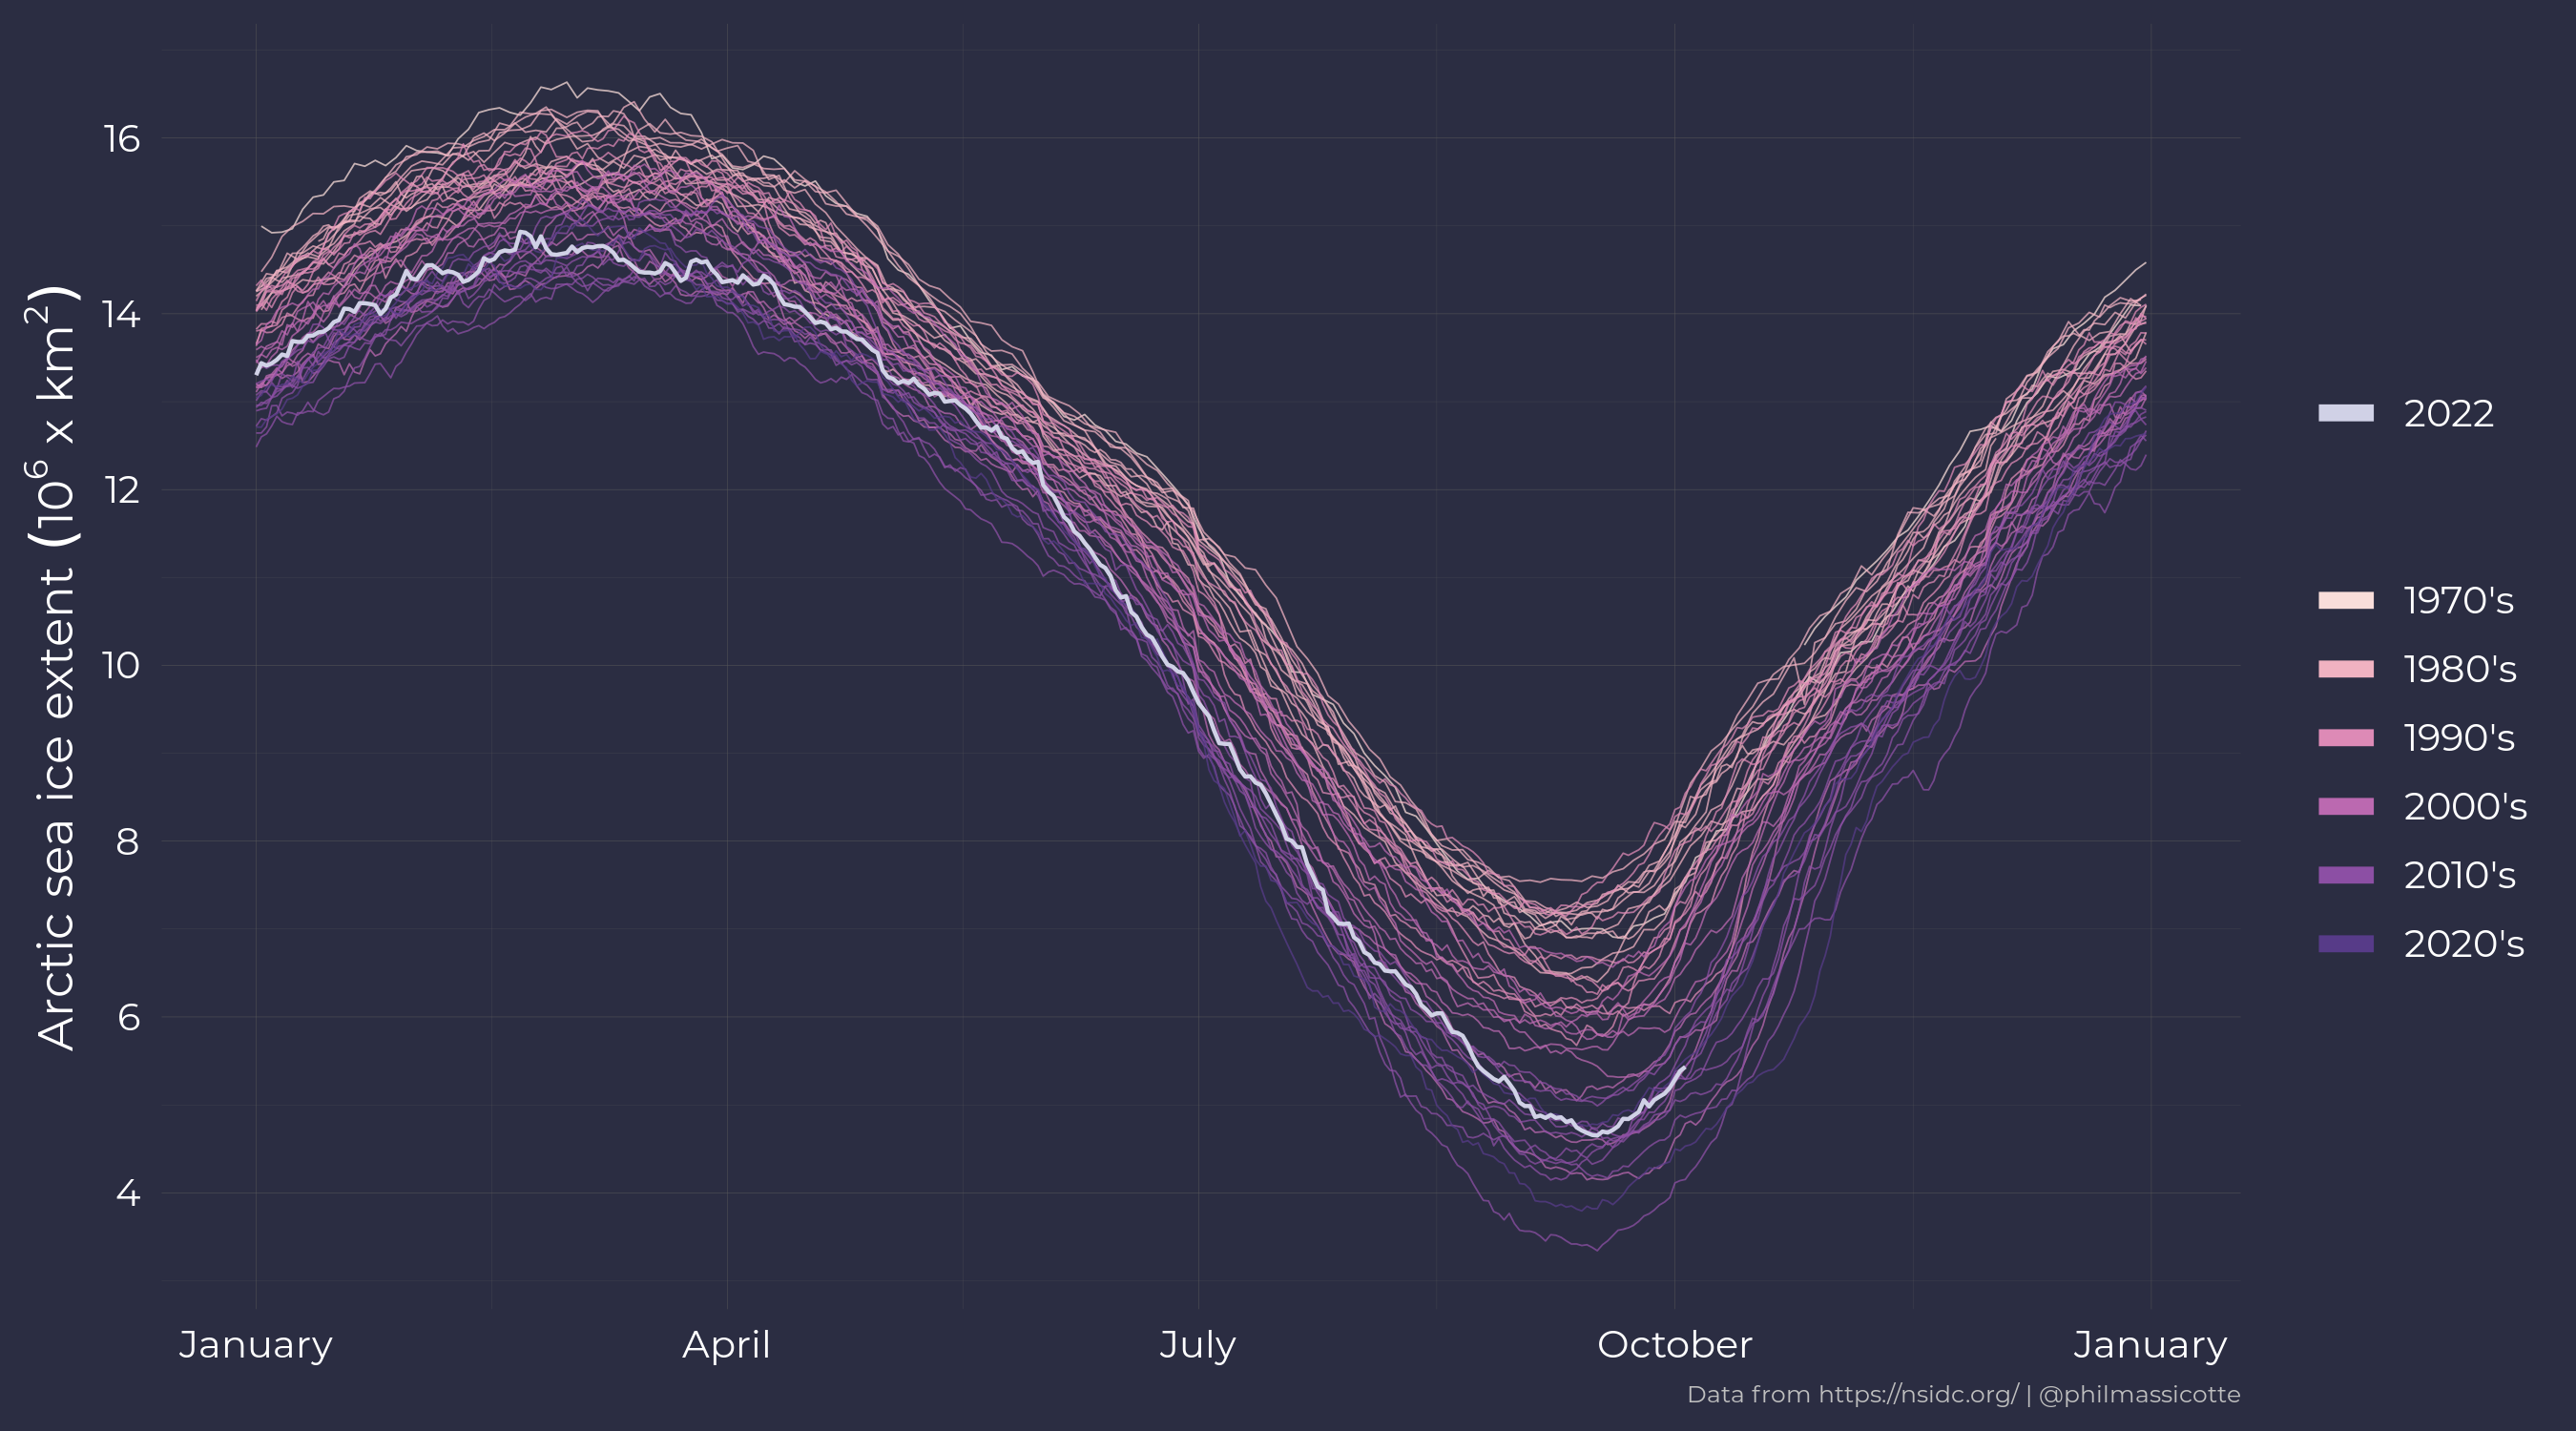 Arctic sea ice extent (10⁶ x km²)
16
14
12
10
8
6
4
January
April
July
October
January
2022
1970's
1980's
1990's
2000's
2010's
2020's
Data from https://nsidc.org/ | @philmassicotte